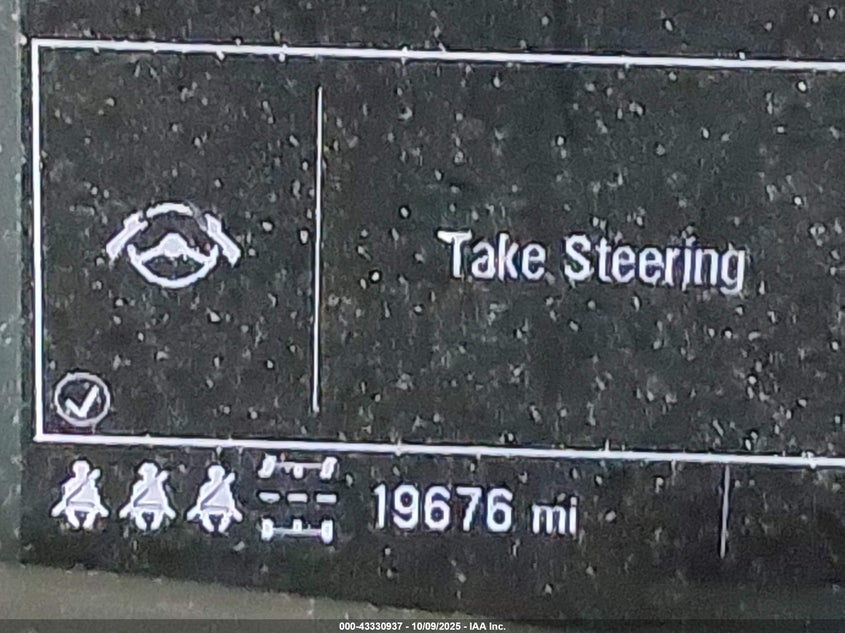 Take Steering
19676 mi
000-43330937 - 10/09/2025 - IAA Inc.